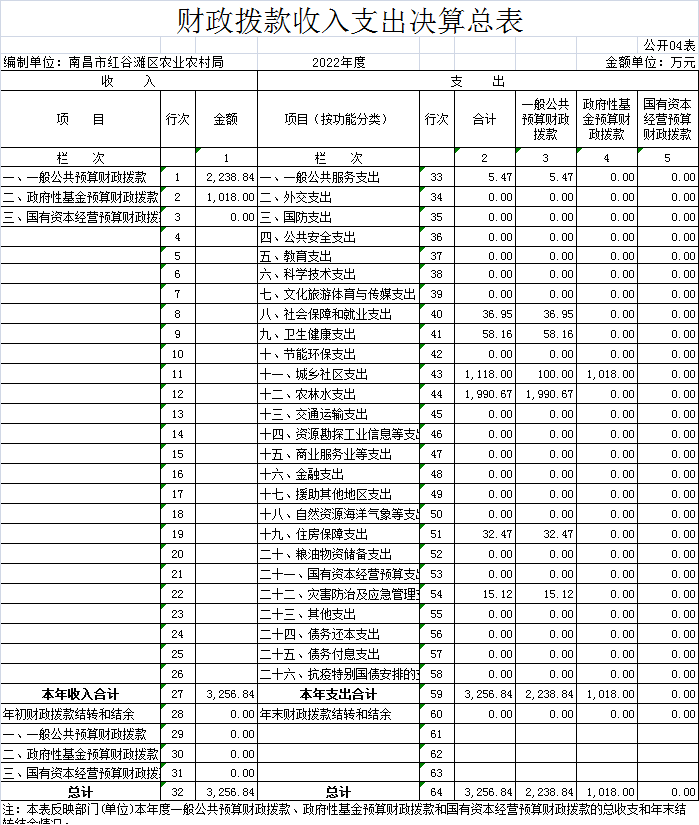 财政拨款收入支出决算总表
公开04表
编制单位：南昌市红谷滩区农业农村局 2022年度 金额单位：万元
收 入 支 出
项 目 行次 金额 项目（按功能分类） 行次 合计 一般公共预算财政拨款 政府性基金预算财政拨款 国有资本经营预算财政拨款
栏 次 1 栏 次 2 3 4 5
一、一般公共预算财政拨款 1 2,238.84 一、一般公共服务支出 33 5.47 5.47 0.00 0.00
二、政府性基金预算财政拨款 2 1,018.00 二、外交支出 34 0.00 0.00 0.00 0.00
三、国有资本经营预算财政拨 3 0.00 三、国防支出 35 0.00 0.00 0.00 0.00
4 四、公共安全支出 36 0.00 0.00 0.00 0.00
5 五、教育支出 37 0.00 0.00 0.00 0.00
6 六、科学技术支出 38 0.00 0.00 0.00 0.00
7 七、文化旅游体育与传媒支出 39 0.00 0.00 0.00 0.00
8 八、社会保障和就业支出 40 36.95 36.95 0.00 0.00
9 九、卫生健康支出 41 58.16 58.16 0.00 0.00
10 十、节能环保支出 42 0.00 0.00 0.00 0.00
11 十一、城乡社区支出 43 1,118.00 100.00 1,018.00 0.00
12 十二、农林水支出 44 1,990.67 1,990.67 0.00 0.00
13 十三、交通运输支出 45 0.00 0.00 0.00 0.00
14 十四、资源勘探工业信息等支 46 0.00 0.00 0.00 0.00
15 十五、商业服务业等支出 47 0.00 0.00 0.00 0.00
16 十六、金融支出 48 0.00 0.00 0.00 0.00
17 十七、援助其他地区支出 49 0.00 0.00 0.00 0.00
18 十八、自然资源海洋气象等支 50 0.00 0.00 0.00 0.00
19 十九、住房保障支出 51 32.47 32.47 0.00 0.00
20 二十、粮油物资储备支出 52 0.00 0.00 0.00 0.00
21 二十一、国有资本经营预算支 53 0.00 0.00 0.00 0.00
22 二十二、灾害防治及应急管理 54 15.12 15.12 0.00 0.00
23 二十三、其他支出 55 0.00 0.00 0.00 0.00
24 二十四、债务还本支出 56 0.00 0.00 0.00 0.00
25 二十五、债务付息支出 57 0.00 0.00 0.00 0.00
26 二十六、抗疫特别国债安排的 58 0.00 0.00 0.00 0.00
本年收入合计 27 3,256.84 本年支出合计 59 3,256.84 2,238.84 1,018.00 0.00
年初财政拨款结转和结余 28 0.00 年末财政拨款结转和结余 60 0.00 0.00 0.00 0.00
一、一般公共预算财政拨款 29 0.00 61
二、政府性基金预算财政拨款 30 0.00 62
三、国有资本经营预算财政拨 31 0.00 63
总计 32 3,256.84 总计 64 3,256.84 2,238.84 1,018.00 0.00
注：本表反映部门(单位)本年度一般公共预算财政拨款、政府性基金预算财政拨款和国有资本经营预算财政拨款的总收支和年末结